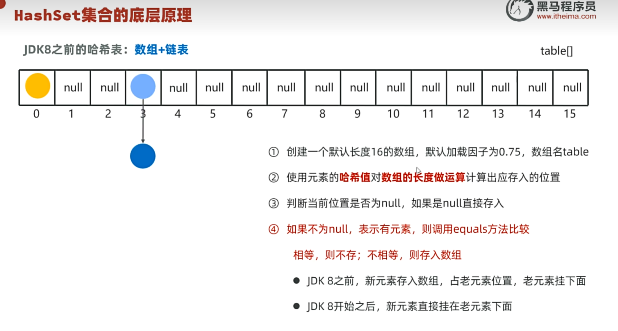 HashSet集合的底层原理
黑马程序员
www.itheima.com
JDK8之前的哈希表：数组+链表
table[]
null null null null null null null null null null null null null null
0 1 2 3 4 5 6 7 8 9 10 11 12 13 14 15
① 创建一个默认长度16的数组，默认加载因子为0.75，数组名table
② 使用元素的哈希值对数组的长度做运算计算出应存入的位置
③ 判断当前位置是否为null，如果是null直接存入
④ 如果不为null，表示有元素，则调用equals方法比较
相等，则不存；不相等，则存入数组
● JDK 8之前，新元素存入数组，占老元素位置，老元素挂下面
● JDK 8开始之后，新元素直接挂在老元素下面